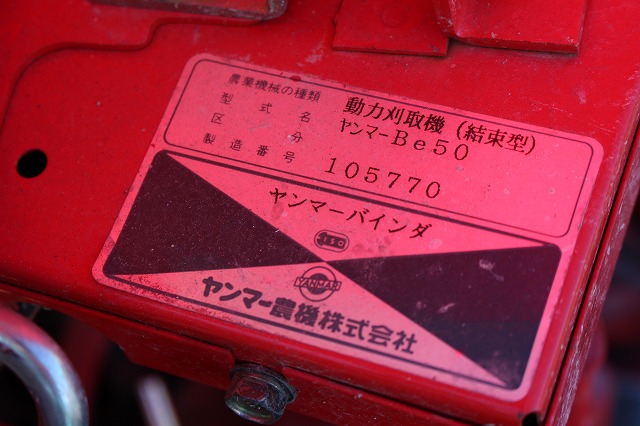 農業機械の種類 動力刈取機（結束型）
型式名 ヤンマーBe50
区分
製造番号 105770
ヤンマーバインダ
ISO
YANMAR
ヤンマー農機株式会社